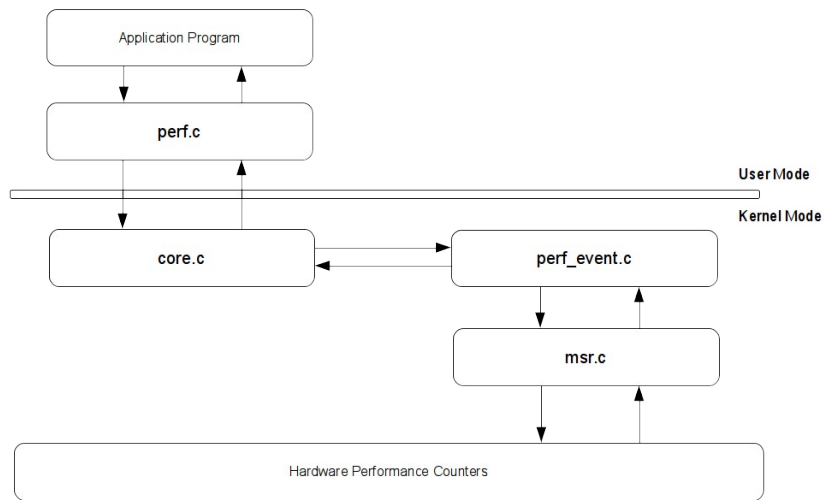 Application Program
perf.c
User Mode
Kernel Mode
core.c
perf_event.c
msr.c
Hardware Performance Counters